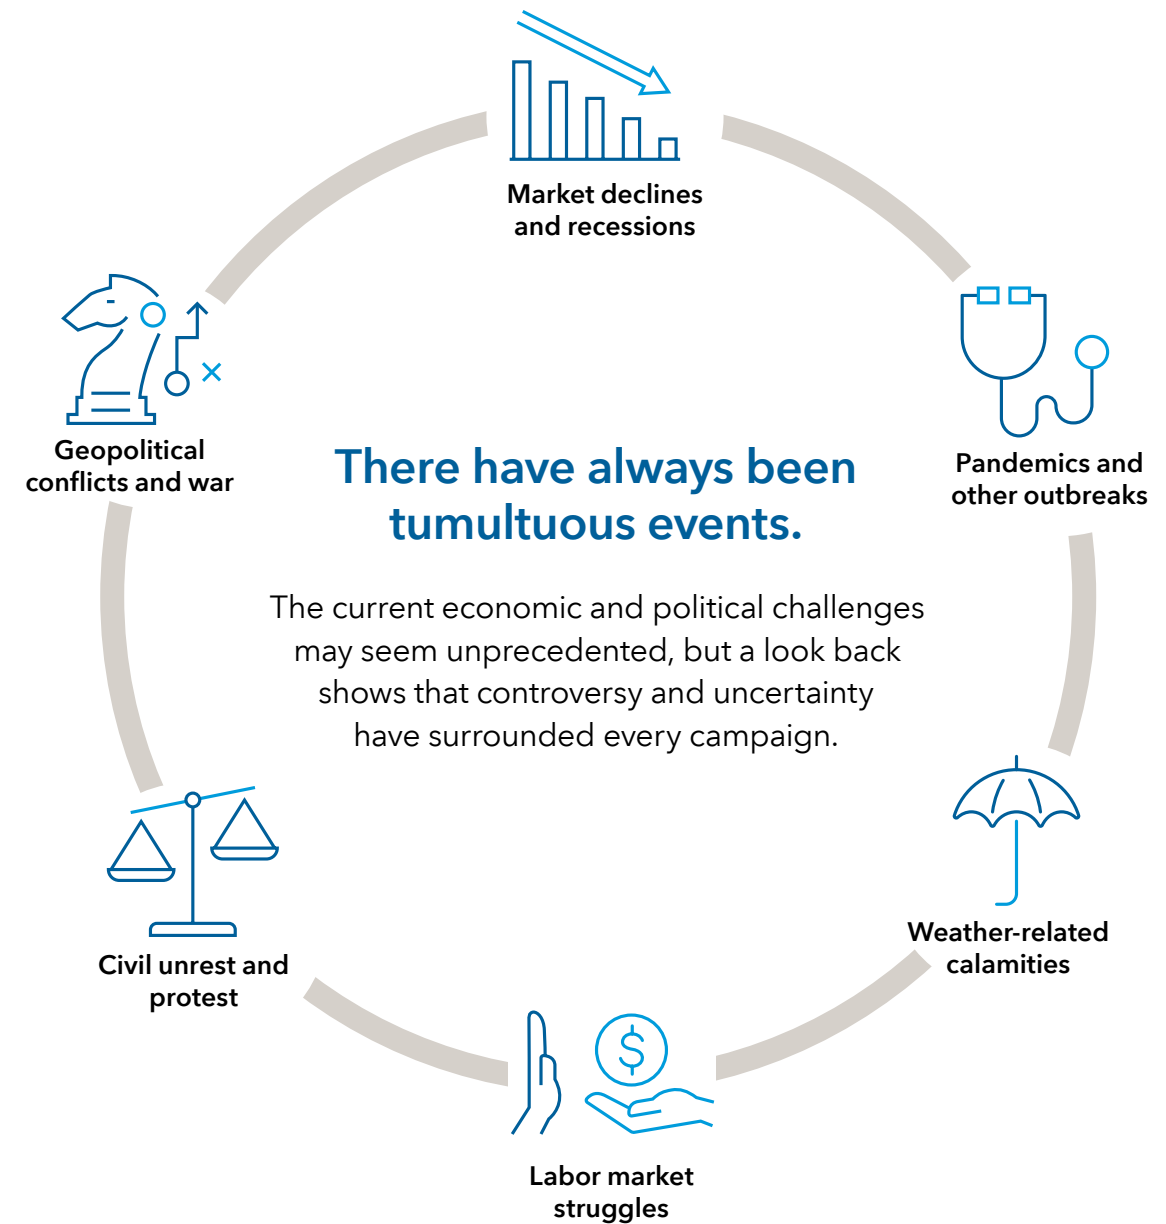 Market declines
and recessions
Geopolitical
conflicts and war
Pandemics and
other outbreaks
There have always been
tumultuous events.
The current economic and political challenges
may seem unprecedented, but a look back
shows that controversy and uncertainty
have surrounded every campaign.
Weather-related
calamities
Civil unrest and
protest
$
Labor market
struggles